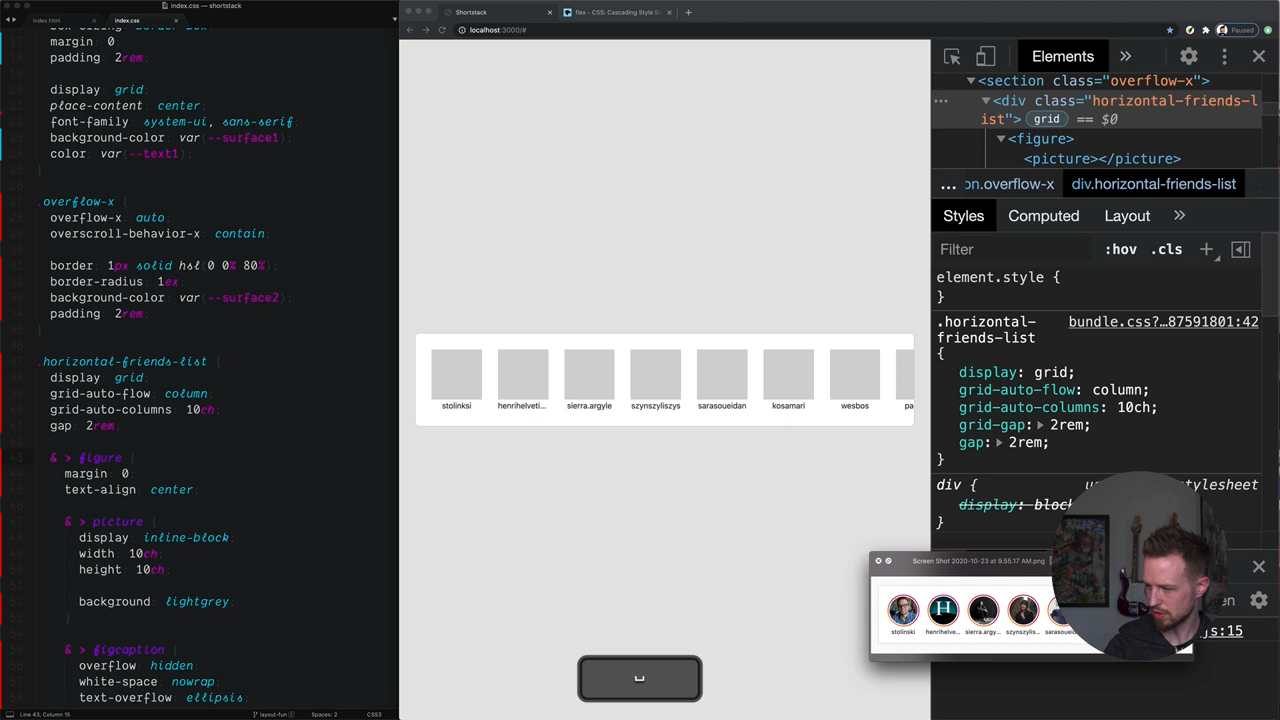 index.css — shortstack
index.html
index.css
margin 0
padding 2rem
display grid
place-content center
font-family system-ui, sans-serif
background-color var(--surface1)
color var(--text1)
}
.overflow-x {
overflow-x auto
overscroll-behavior-x contain
border 1px solid hsl(0 0% 80%)
border-radius 1ex
background-color var(--surface2)
padding 2rem
}
.horizontal-friends-list {
display grid
grid-auto-flow column
grid-auto-columns 10ch
gap 2rem
& > figure {
margin 0
text-align center
& > picture {
display inline-block
width 10ch
height 10ch
background lightgrey
}
& > figcaption {
overflow hidden
white-space nowrap
text-overflow ellipsis
Line 43, Column 15
layout-fun
Spaces: 2
CSS3
Shortstack
flex - CSS: Cascading Style S
localhost:3000/#
Paused
stolinksi
henrihelveti...
sierra.argyle
szynszyliszys
sarasoueidan
kosamari
wesbos
pa
Elements
<section class="overflow-x">
<div class="horizontal-friends-l
ist"> grid == $0
<figure>
<picture></picture>
... on.overflow-x div.horizontal-friends-list
Styles Computed Layout
Filter :hov .cls
element.style {
}
.horizontal-
friends-list
bundle.css?…87591801:42
{
display: grid;
grid-auto-flow: column;
grid-auto-columns: 10ch;
grid-gap: 2rem;
gap: 2rem;
}
div {
stylesheet
display: bloc
}
Screen Shot 2020-10-23 at 9.55.17 AM.png
stolinski
henrihelve...
sierra.argy...
szynszylis...
js:15